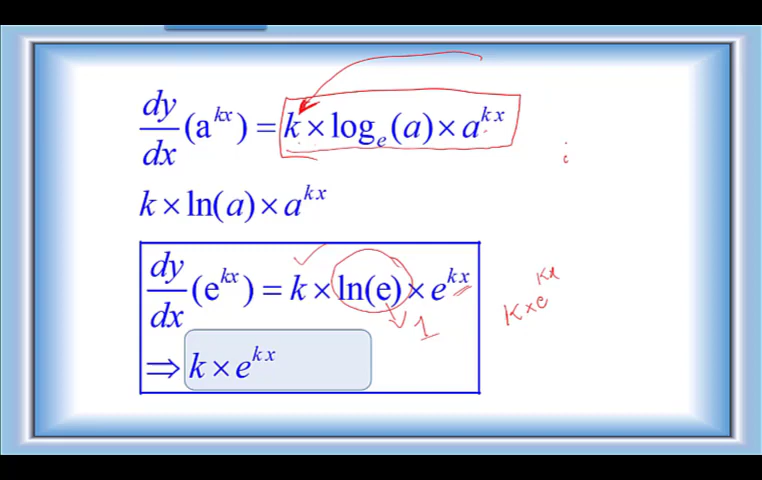 dy/dx (a^{kx}) = k × log_e (a) × a^{kx}
k × ln(a) × a^{kx}
dy/dx (e^{kx}) = k × ln(e) × e^{kx}
1
k × e^{kx}
⇒ k × e^{kx}